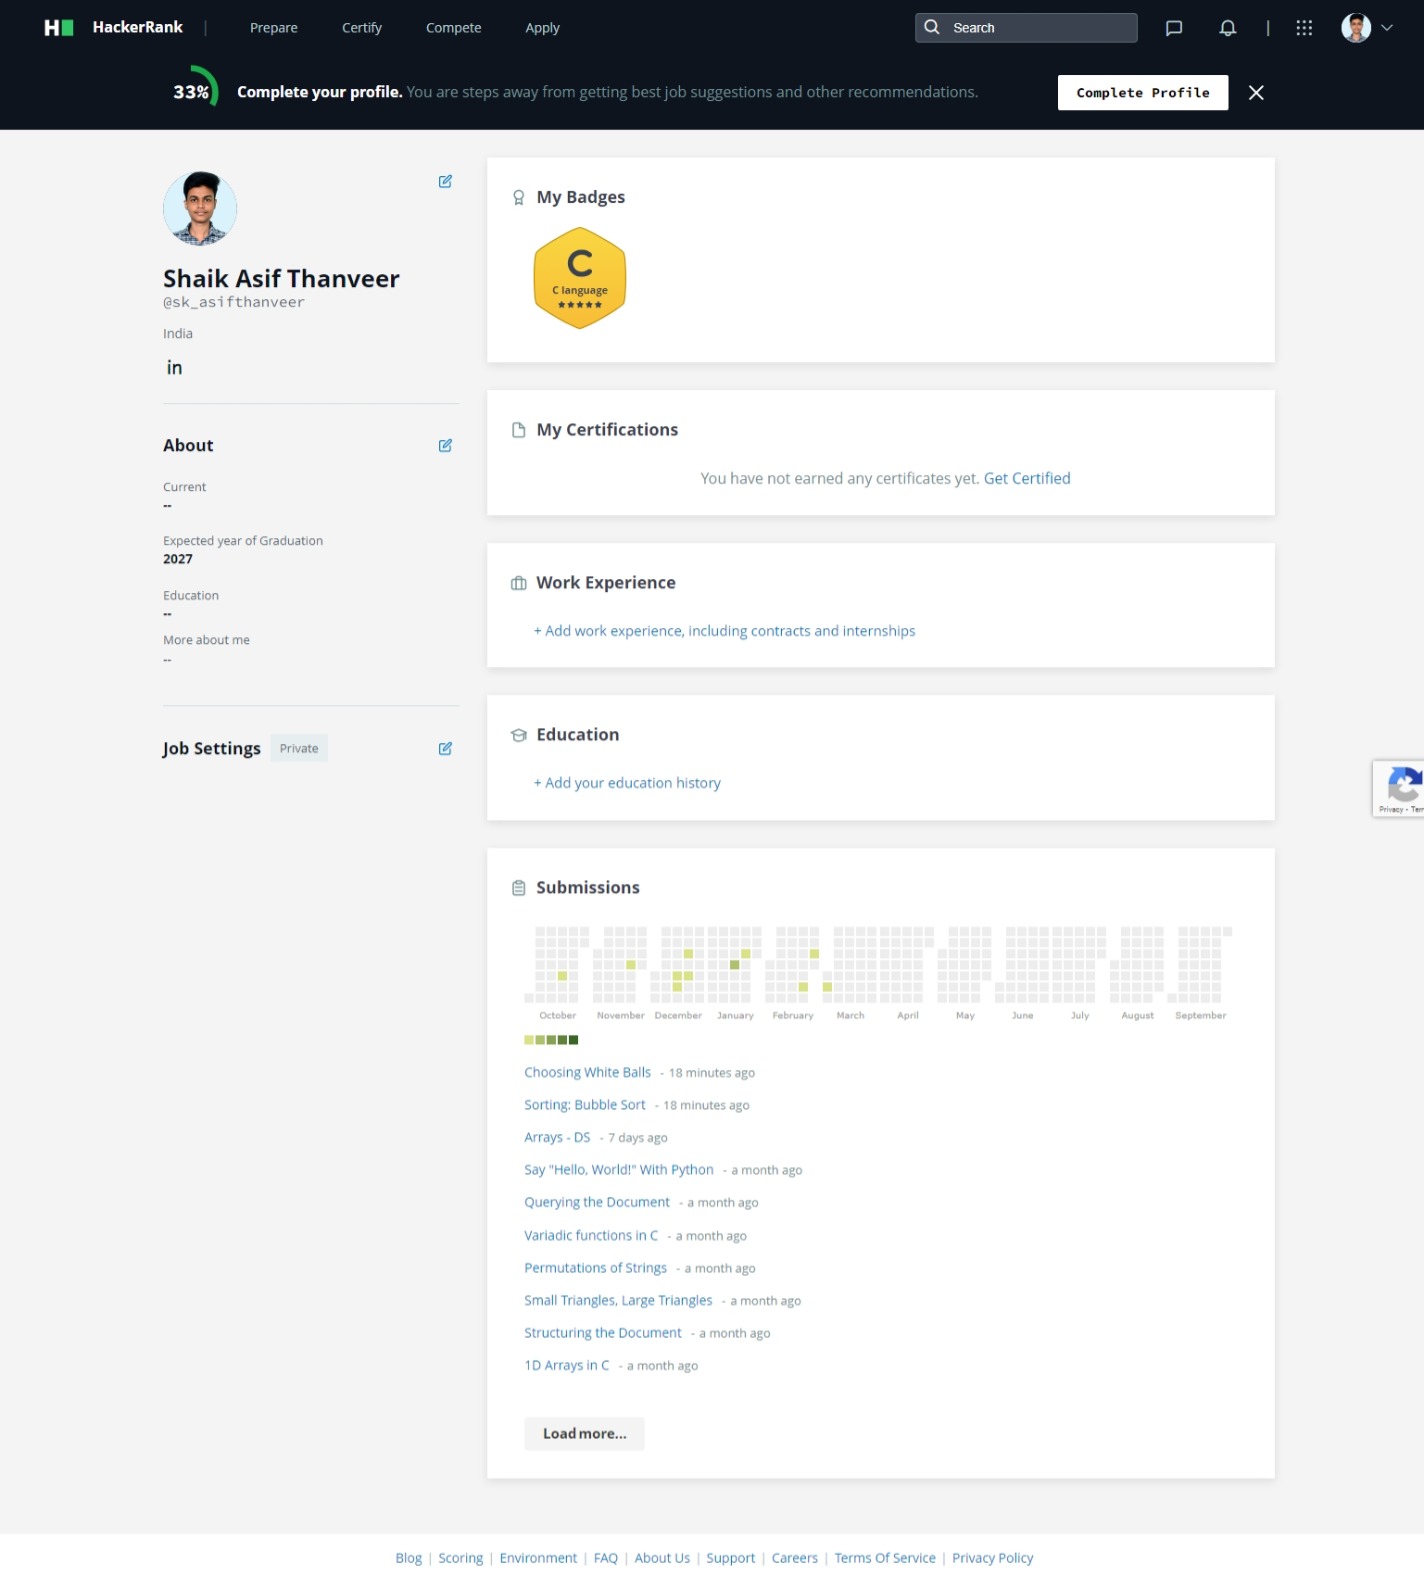 HackerRank | Prepare Certify Compete Apply Search |
33% Complete your profile. You are steps away from getting best job suggestions and other recommendations. Complete Profile
Shaik Asif Thanveer
@sk_asifthanveer
India
in
About
Current
--
Expected year of Graduation
2027
Education
--
More about me
--
Job Settings Private
My Badges
C
C language
★★★★★
My Certifications
You have not earned any certificates yet. Get Certified
Work Experience
+ Add work experience, including contracts and internships
Education
+ Add your education history
Submissions
October November December January February March April May June July August September
Choosing White Balls - 18 minutes ago
Sorting: Bubble Sort - 18 minutes ago
Arrays - DS - 7 days ago
Say "Hello, World!" With Python - a month ago
Querying the Document - a month ago
Variadic functions in C - a month ago
Permutations of Strings - a month ago
Small Triangles, Large Triangles - a month ago
Structuring the Document - a month ago
1D Arrays in C - a month ago
Load more...
Privacy - Ter
Blog | Scoring | Environment | FAQ | About Us | Support | Careers | Terms Of Service | Privacy Policy